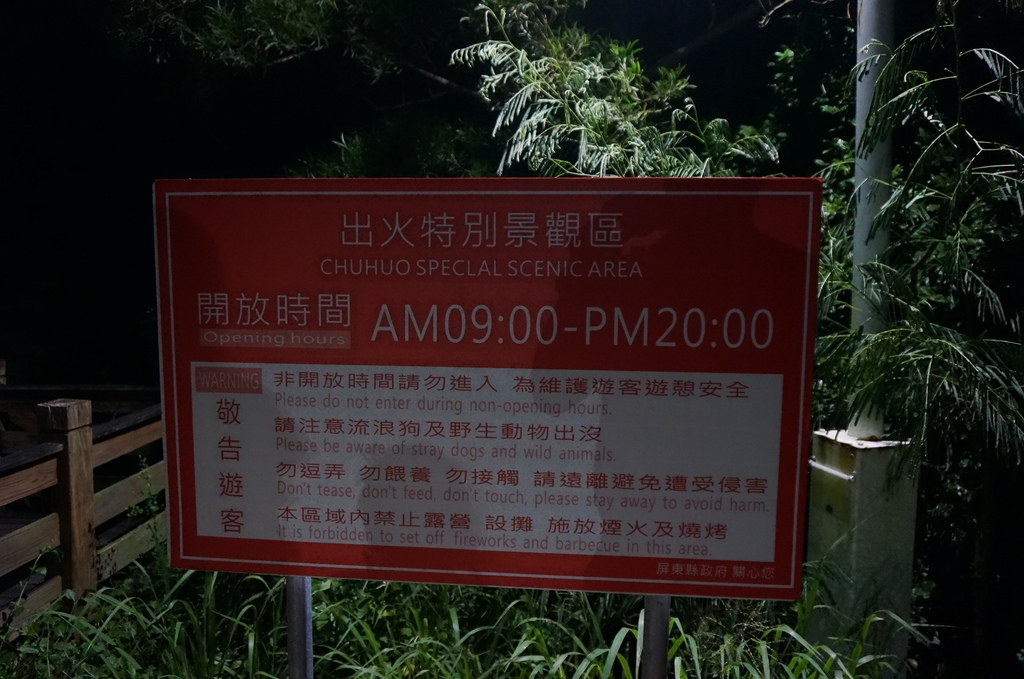 出火特別景觀區
CHUHUO SPECLAL SCENIC AREA
開放時間 AM09:00-PM20:00
Opening hours
WARNING
敬告遊客
非開放時間請勿進入 為維護遊客遊憩安全
Please do not enter during non-opening hours.
請注意流浪狗及野生動物出沒
Please be aware of stray dogs and wild animals.
勿逗弄 勿餵養 勿接觸 請遠離避免遭受侵害
Don't tease, don't feed, don't touch, please stay away to avoid harm.
本區域內禁止露營 設攤 施放煙火及燒烤
It is forbidden to set off fireworks and barbecue in this area.
屏東縣政府 關心您